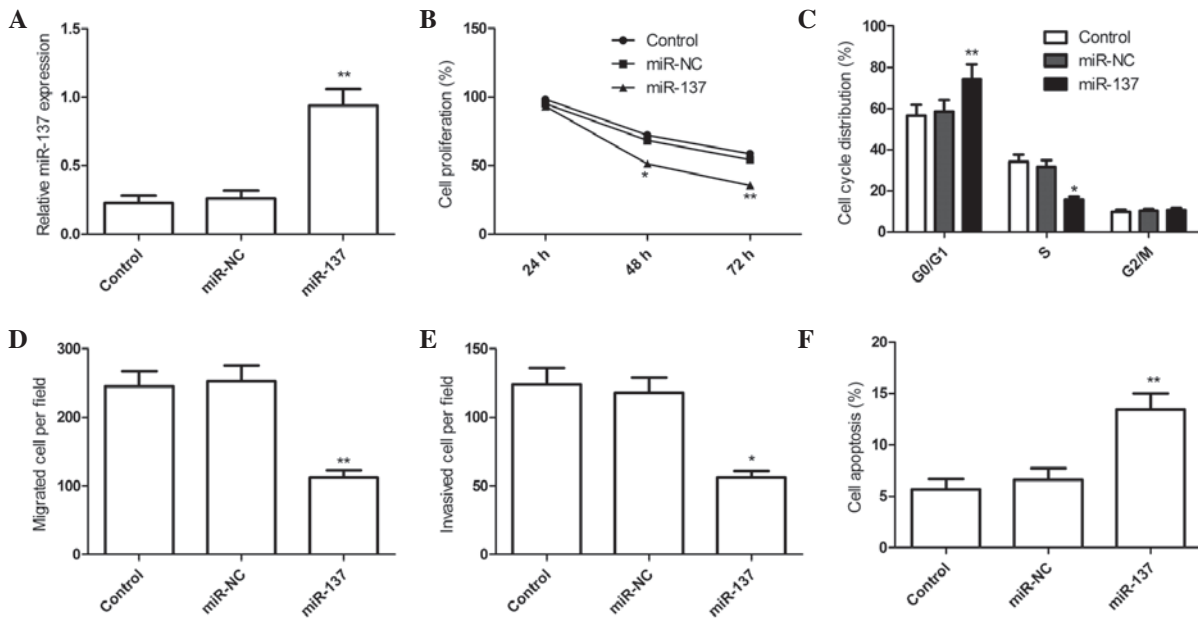 A
Relative miR-137 expression
1.5
1.0
0.5
0.0
**
Control
miR-NC
miR-137
B
Cell proliferation (%)
150
100
50
0
Control
miR-NC
miR-137
*
**
24 h
48 h
72 h
C
Cell cycle distribution (%)
100
80
60
40
20
0
Control
miR-NC
miR-137
**
*
G0/G1
S
G2/M
D
Migrated cell per field
300
200
100
0
**
Control
miR-NC
miR-137
E
Invasived cell per field
150
100
50
0
*
Control
miR-NC
miR-137
F
Cell apoptosis (%)
20
15
10
5
0
**
Control
miR-NC
miR-137